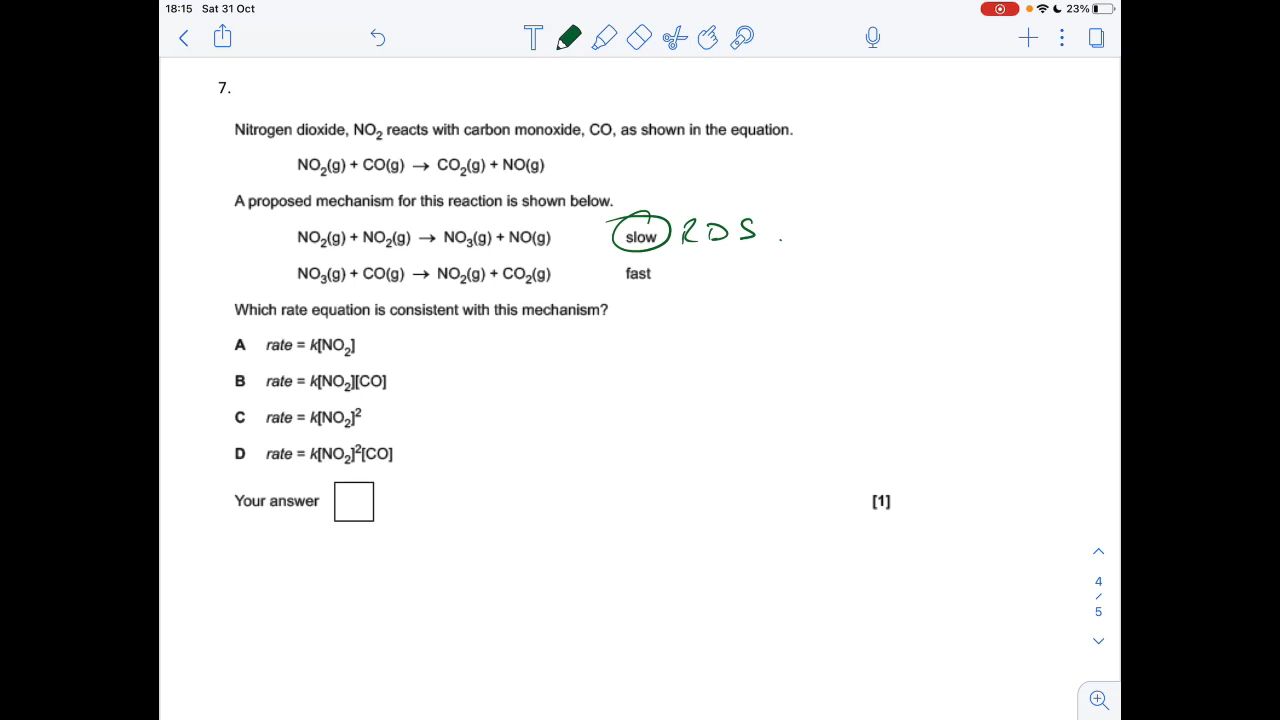 18:15 Sat 31 Oct
23%
T
7.
Nitrogen dioxide, NO₂ reacts with carbon monoxide, CO, as shown in the equation.
NO₂(g) + CO(g) → CO₂(g) + NO(g)
A proposed mechanism for this reaction is shown below.
NO₂(g) + NO₂(g) → NO₃(g) + NO(g) slow RDS
NO₃(g) + CO(g) → NO₂(g) + CO₂(g) fast
Which rate equation is consistent with this mechanism?
A rate = k[NO₂]
B rate = k[NO₂][CO]
C rate = k[NO₂]²
D rate = k[NO₂]²[CO]
Your answer [1]
4
/
5